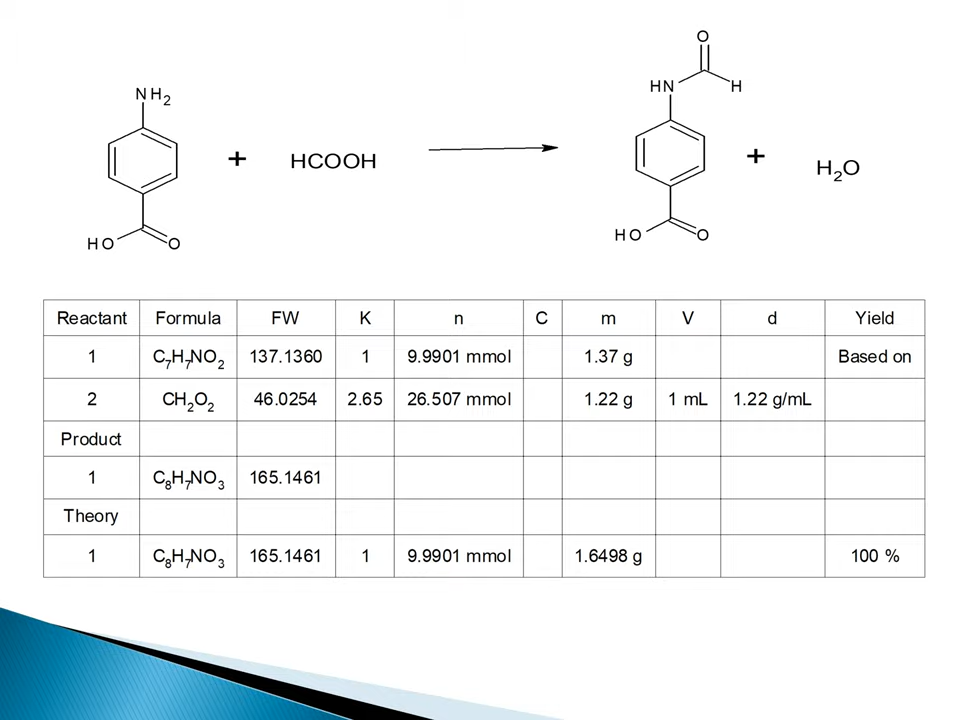 NH2 + HCOOH HN O H + H2O
HO O HO O
Reactant Formula FW K n C m V d Yield
1 C7H7NO2 137.1360 1 9.9901 mmol 1.37 g Based on
2 CH2O2 46.0254 2.65 26.507 mmol 1.22 g 1 mL 1.22 g/mL
Product
1 C8H7NO3 165.1461
Theory
1 C8H7NO3 165.1461 1 9.9901 mmol 1.6498 g 100 %